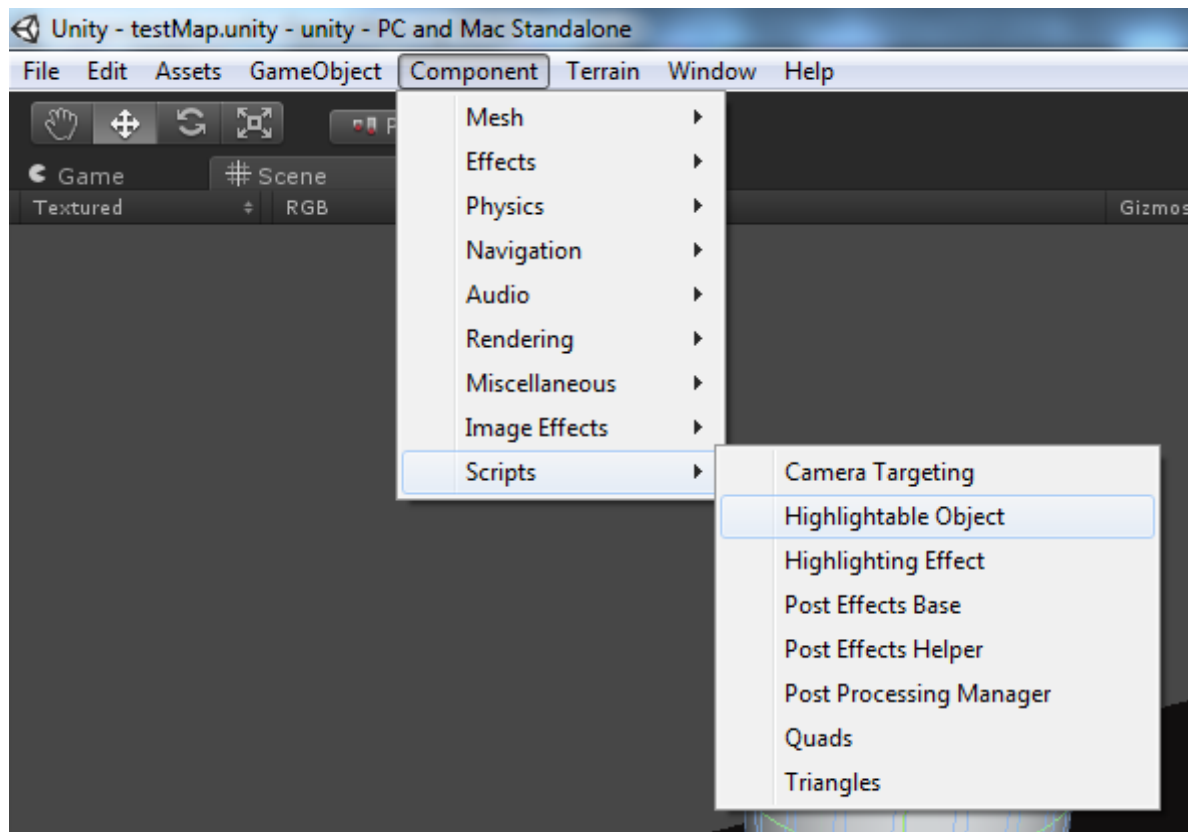 Unity - testMap.unity - unity - PC and Mac Standalone
File Edit Assets GameObject Component Terrain Window Help
Game Scene
Textured RGB Gizmos
Mesh
Effects
Physics
Navigation
Audio
Rendering
Miscellaneous
Image Effects
Scripts
Camera Targeting
Highlightable Object
Highlighting Effect
Post Effects Base
Post Effects Helper
Post Processing Manager
Quads
Triangles